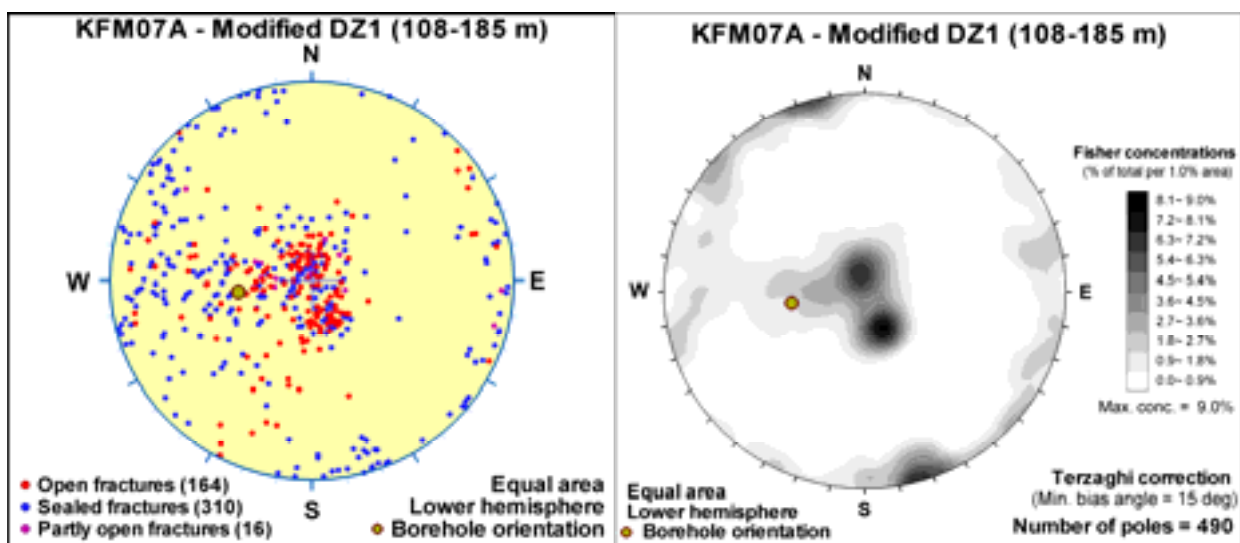 KFM07A - Modified DZ1 (108-185 m)
N
W
E
S
Open fractures (164)
Sealed fractures (310)
Partly open fractures (16)
Equal area
Lower hemisphere
Borehole orientation
KFM07A - Modified DZ1 (108-185 m)
N
W
E
S
Fisher concentrations
(% of total per 1.0% area)
8.1~ 9.0%
7.2~ 8.1%
6.3~ 7.2%
5.4~ 6.3%
4.5~ 5.4%
3.6~ 4.5%
2.7~ 3.6%
1.8~ 2.7%
0.9~ 1.8%
0.0~ 0.9%
Max. conc. = 9.0%
Equal area
Lower hemisphere
Borehole orientation
Terzaghi correction
(Min. bias angle = 15 deg)
Number of poles = 490